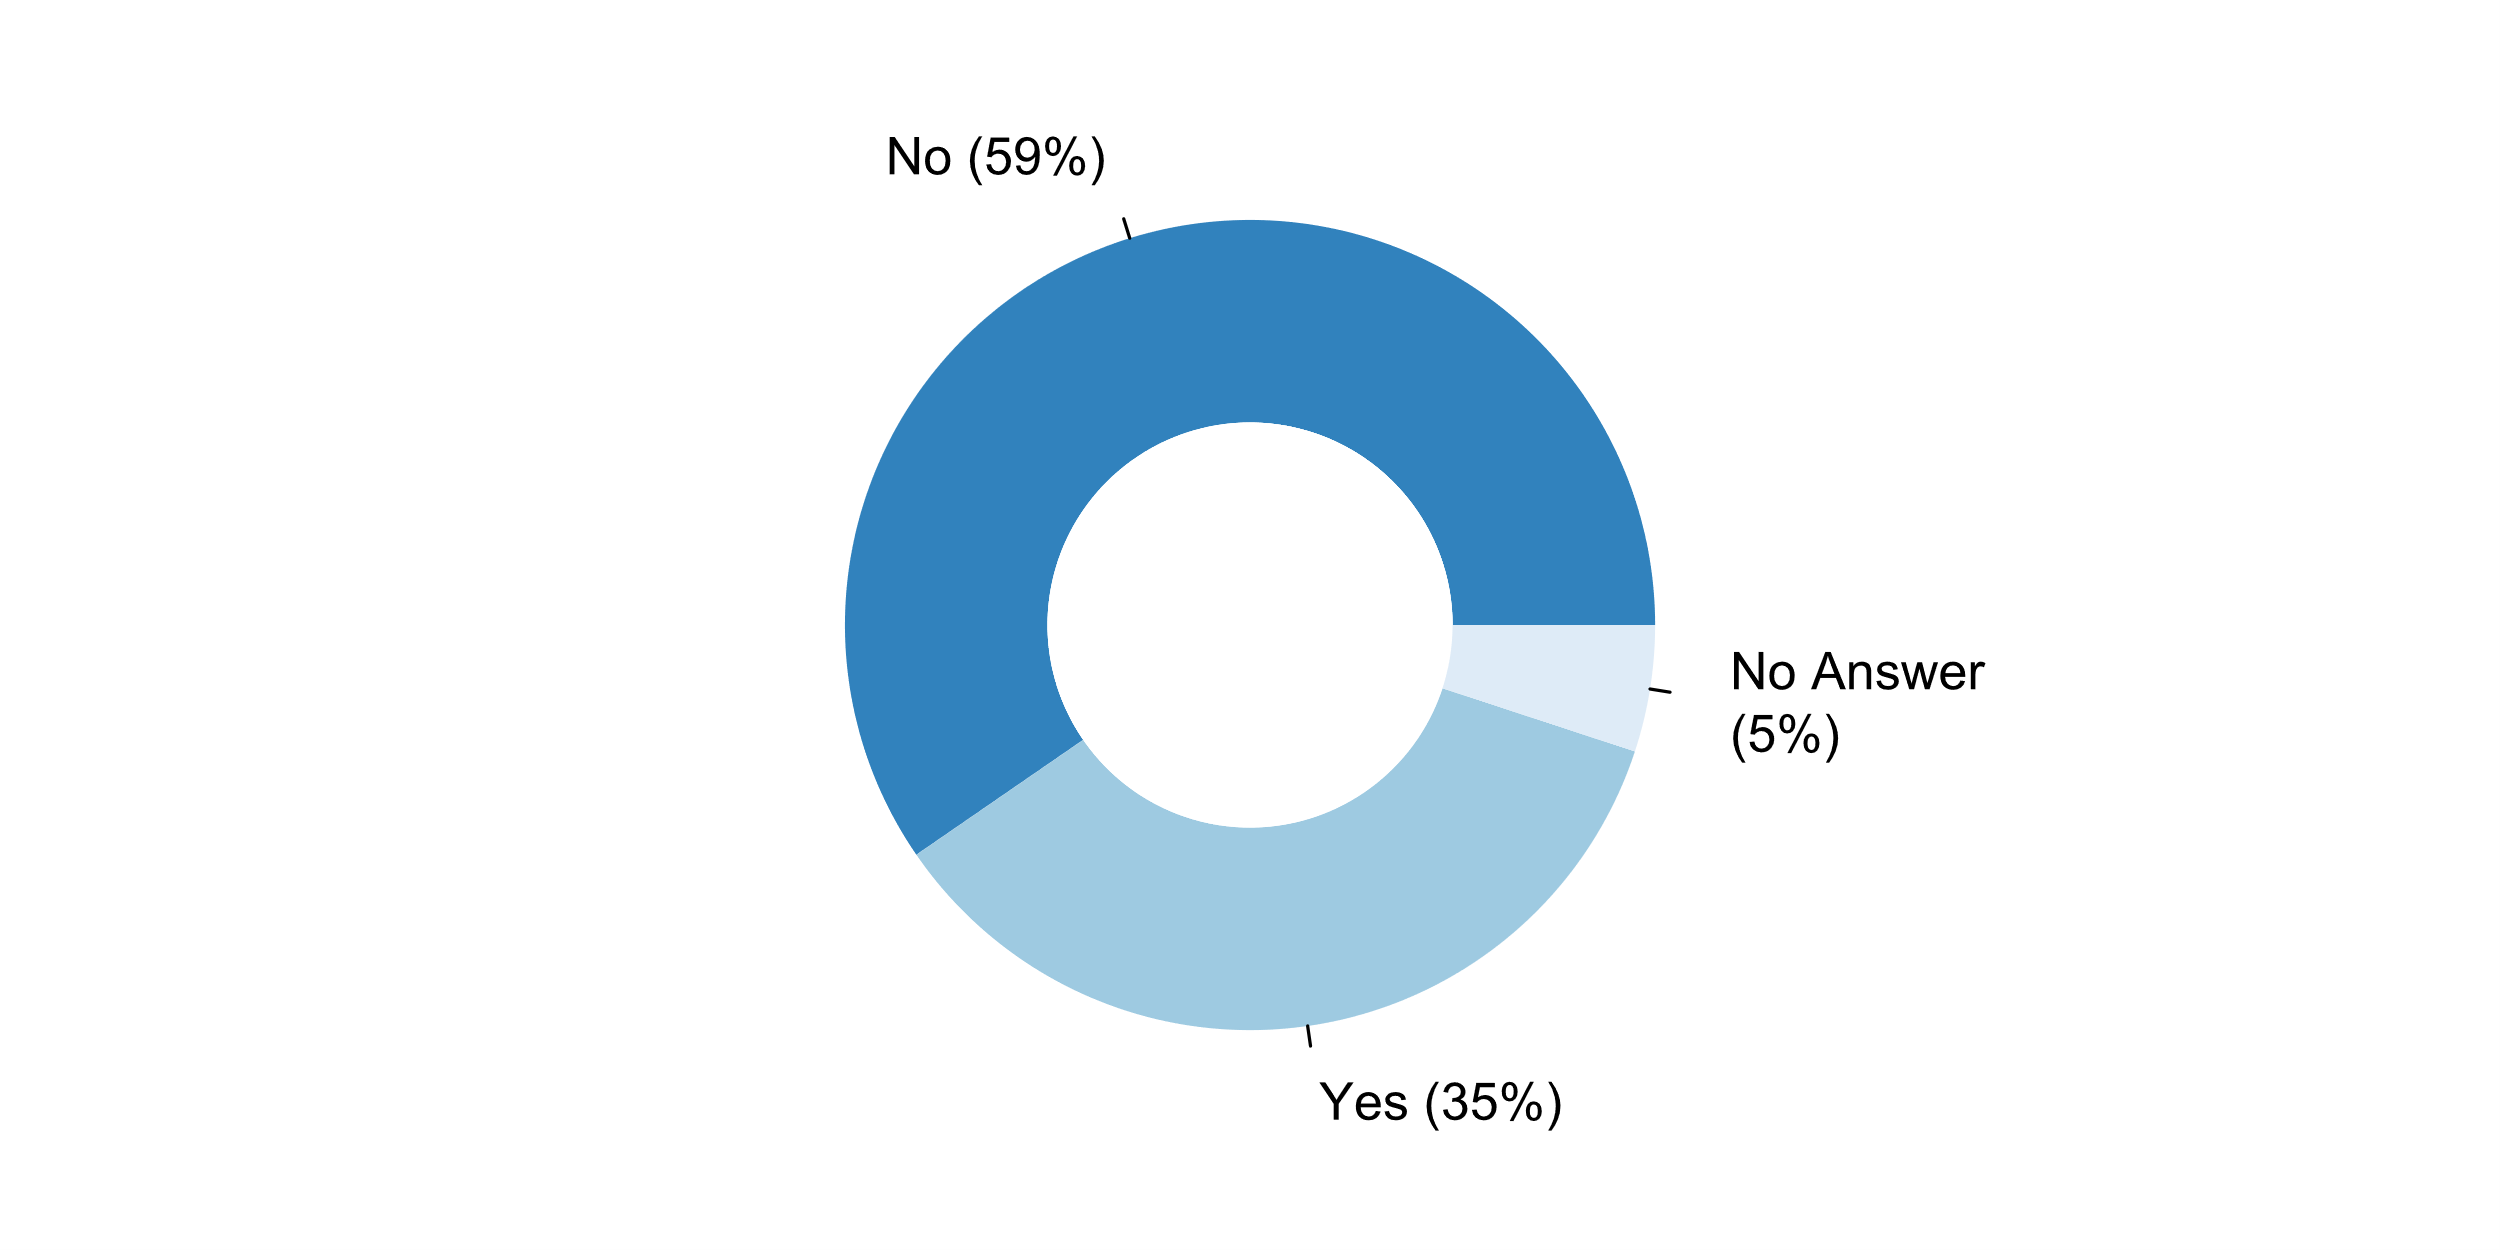 No (59%)
No Answer
(5%)
Yes (35%)